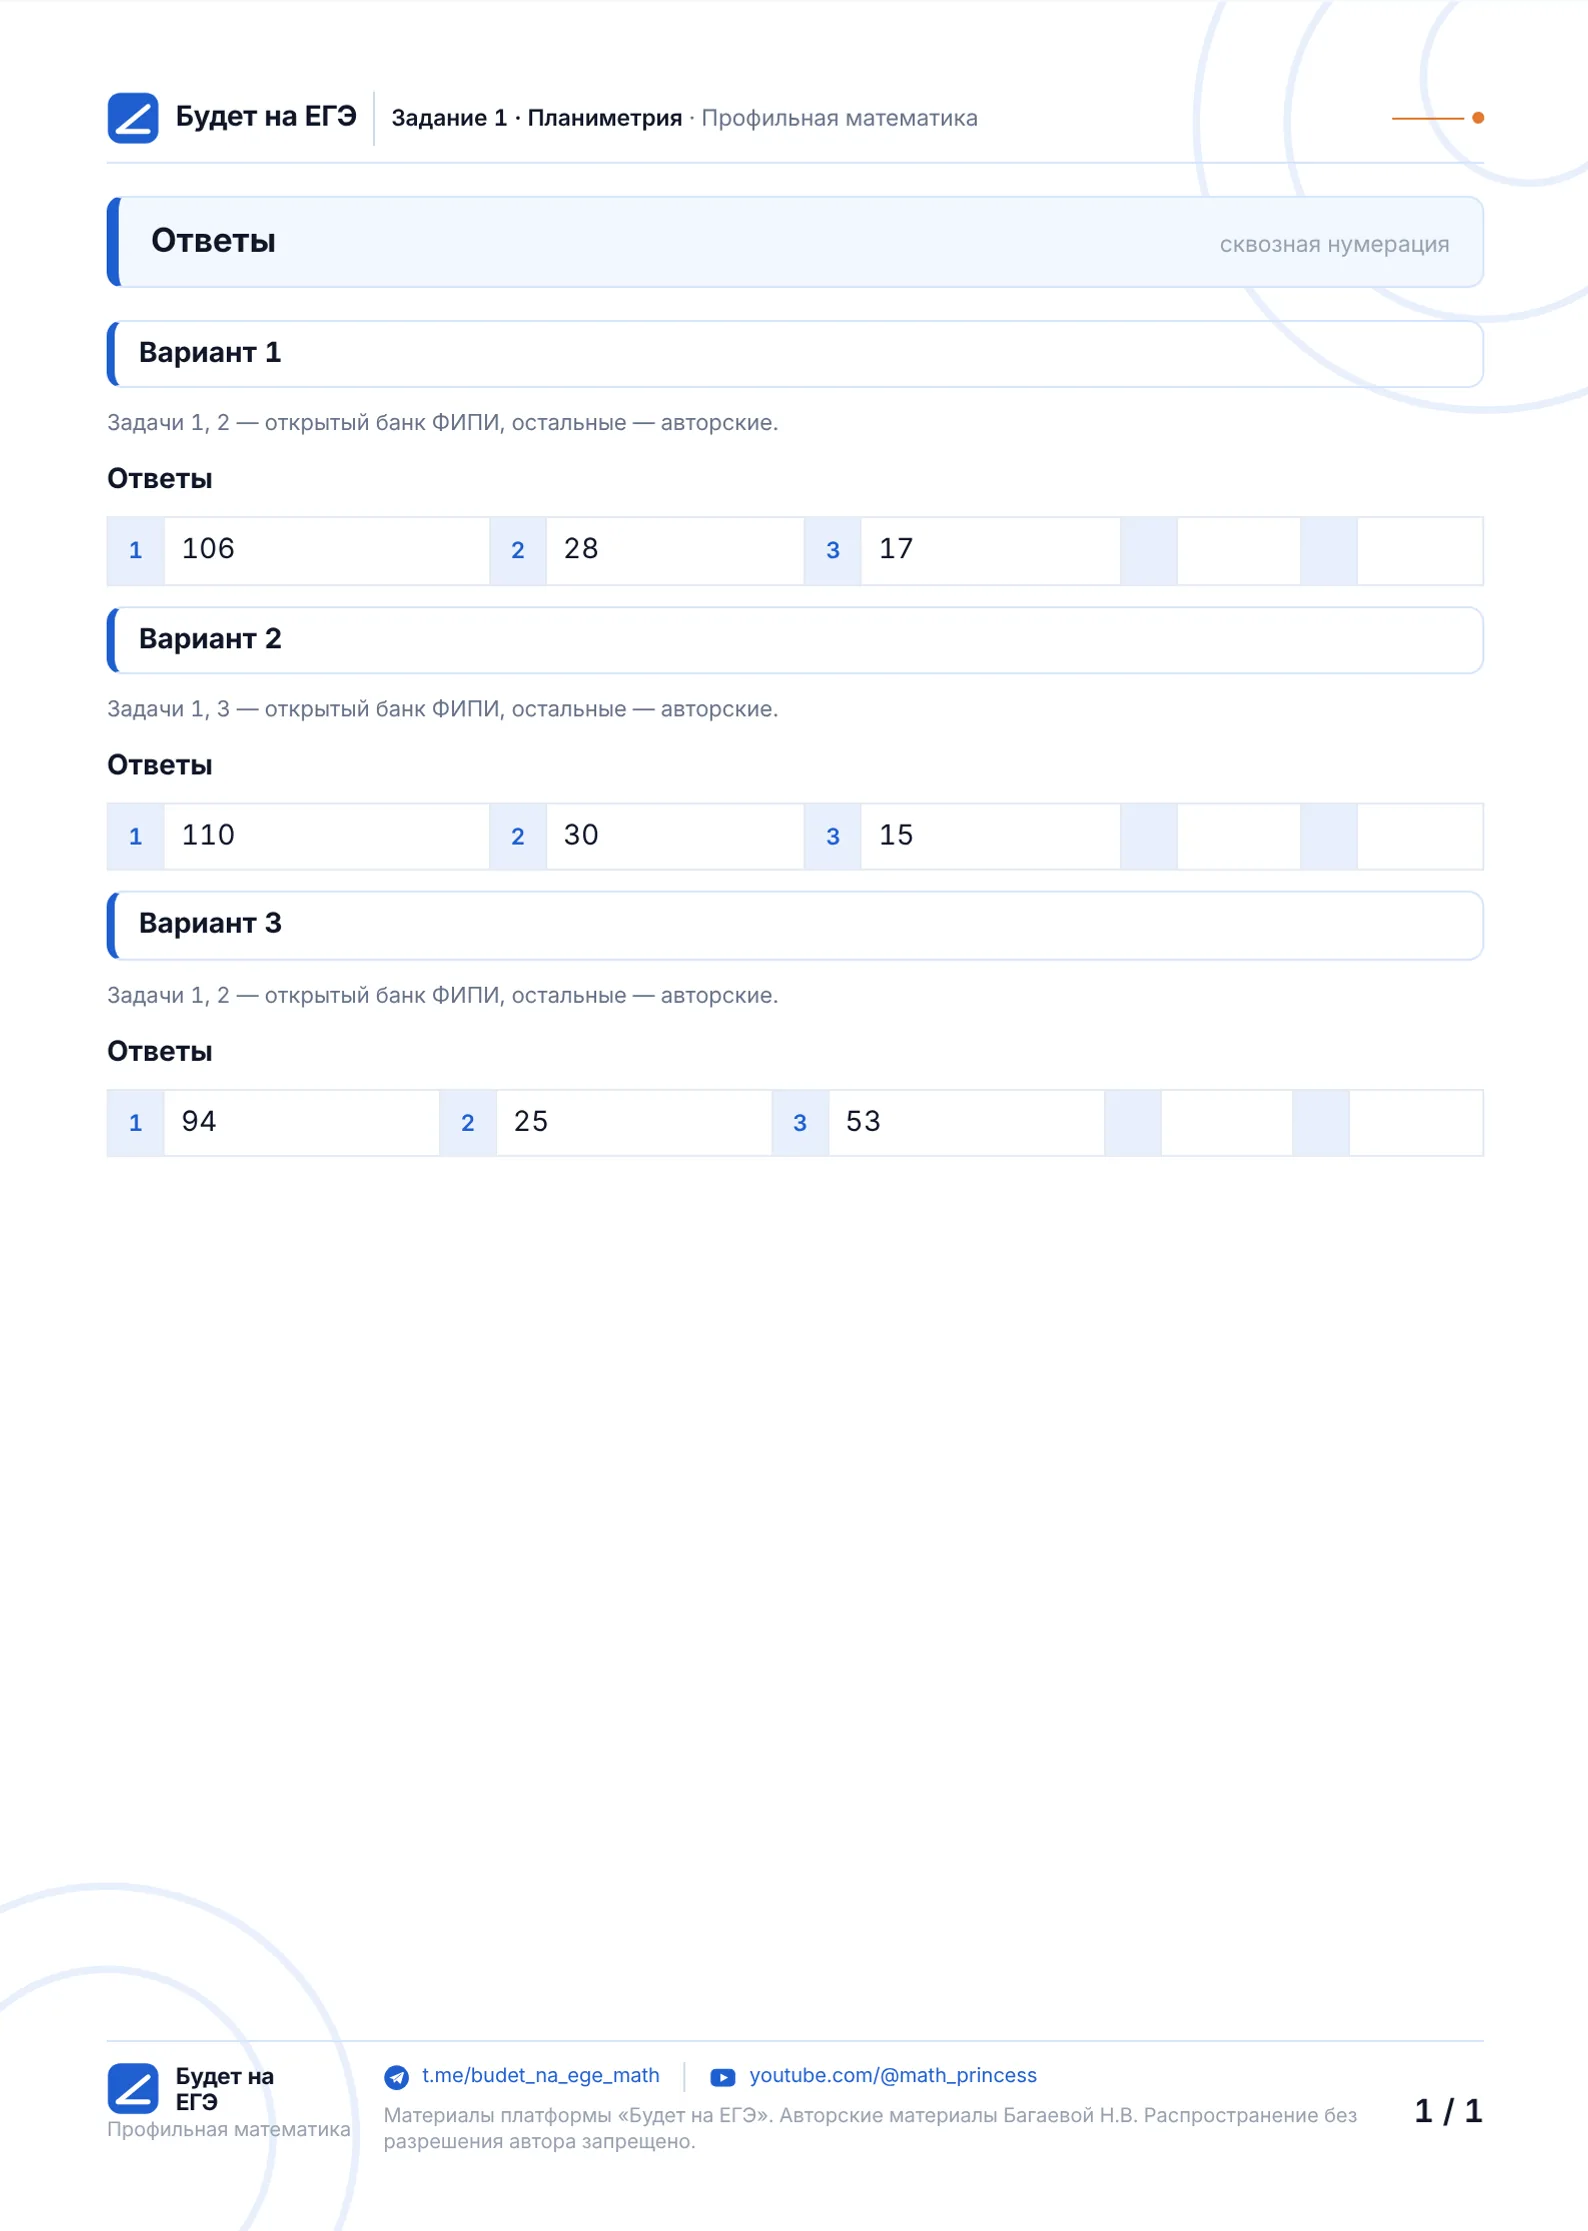 Будет на ЕГЭ
Задание 1 · Планиметрия · Профильная математика
Ответы
сквозная нумерация
Вариант 1
Задачи 1, 2 — открытый банк ФИПИ, остальные — авторские.
Ответы
1 106 2 28 3 17
Вариант 2
Задачи 1, 3 — открытый банк ФИПИ, остальные — авторские.
Ответы
1 110 2 30 3 15
Вариант 3
Задачи 1, 2 — открытый банк ФИПИ, остальные — авторские.
Ответы
1 94 2 25 3 53
Будет на
ЕГЭ
Профильная математика
t.me/budet_na_ege_math
youtube.com/@math_princess
Материалы платформы «Будет на ЕГЭ». Авторские материалы Багаевой Н.В. Распространение без
разрешения автора запрещено.
1 / 1